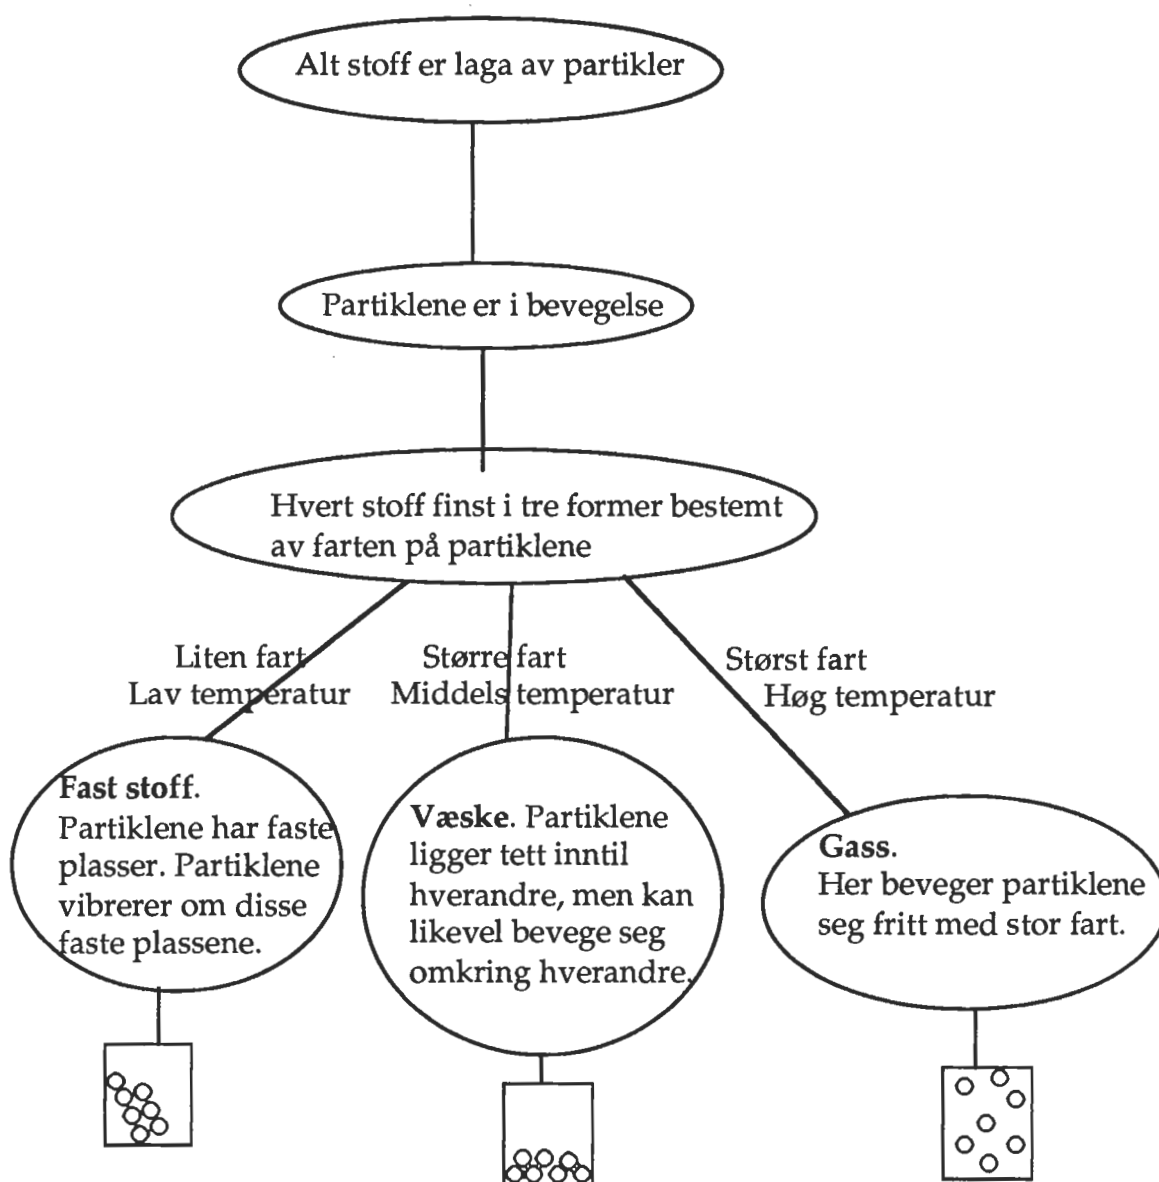 Alt stoff er laga av partikler
Partiklene er i bevegelse
Hvert stoff finst i tre former bestemt
av farten på partiklene
Liten fart
Lav temperatur
Større fart
Middels temperatur
Størst fart
Høg temperatur
Fast stoff.
Partiklene har faste
plasser. Partiklene
vibrerer om disse
faste plassene.
Væske. Partiklene
ligger tett inntil
hverandre, men kan
likevel bevege seg
omkring hverandre.
Gass.
Her beveger partiklene
seg fritt med stor fart.